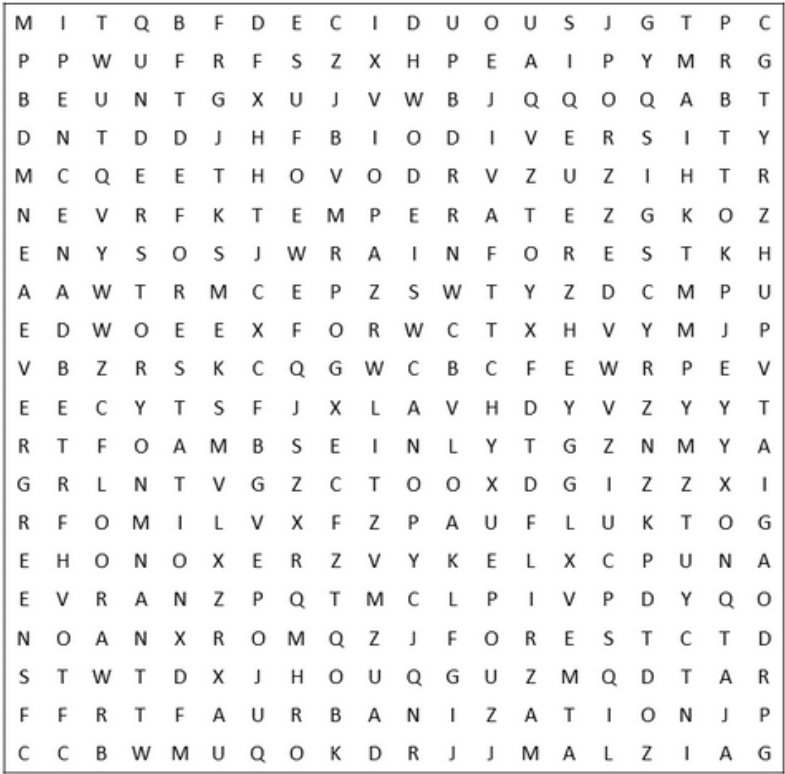 M I T Q B F D E C I D U O U S J G T P C
P P W U F R F S Z X H P E A I P Y M R G
B E U N T G X U J V W B J Q Q O Q A B T
D N T D D J H F B I O D I V E R S I T Y
M C Q E E T H O V O D R V Z U Z I H T R
N E V R F K T E M P E R A T E Z G K O Z
E N Y S O S J W R A I N F O R E S T K H
A A W T R M C E P Z S W T Y Z D C M P U
E D W O E E X F O R W C T X H V Y M J P
V B Z R S K C Q G W C B C F E W R P E V
E E C Y T S F J X L A V H D Y V Z Y Y T
R T F O A M B S E I N L Y T G Z N M Y A
G R L N T V G Z C T O O X D G I Z Z X I
R F O M I L V X F Z P A U F L U K T O G
E H O N O X E R Z V Y K E L X C P U N A
E V R A N Z P Q T M C L P I V P D Y Q O
N O A N X R O M Q Z J F O R E S T C T D
S T W T D X J H O U Q G U Z M Q D T A R
F F R T F A U R B A N I Z A T I O N J P
C C B W M U Q O K D R J J M A L Z I A G